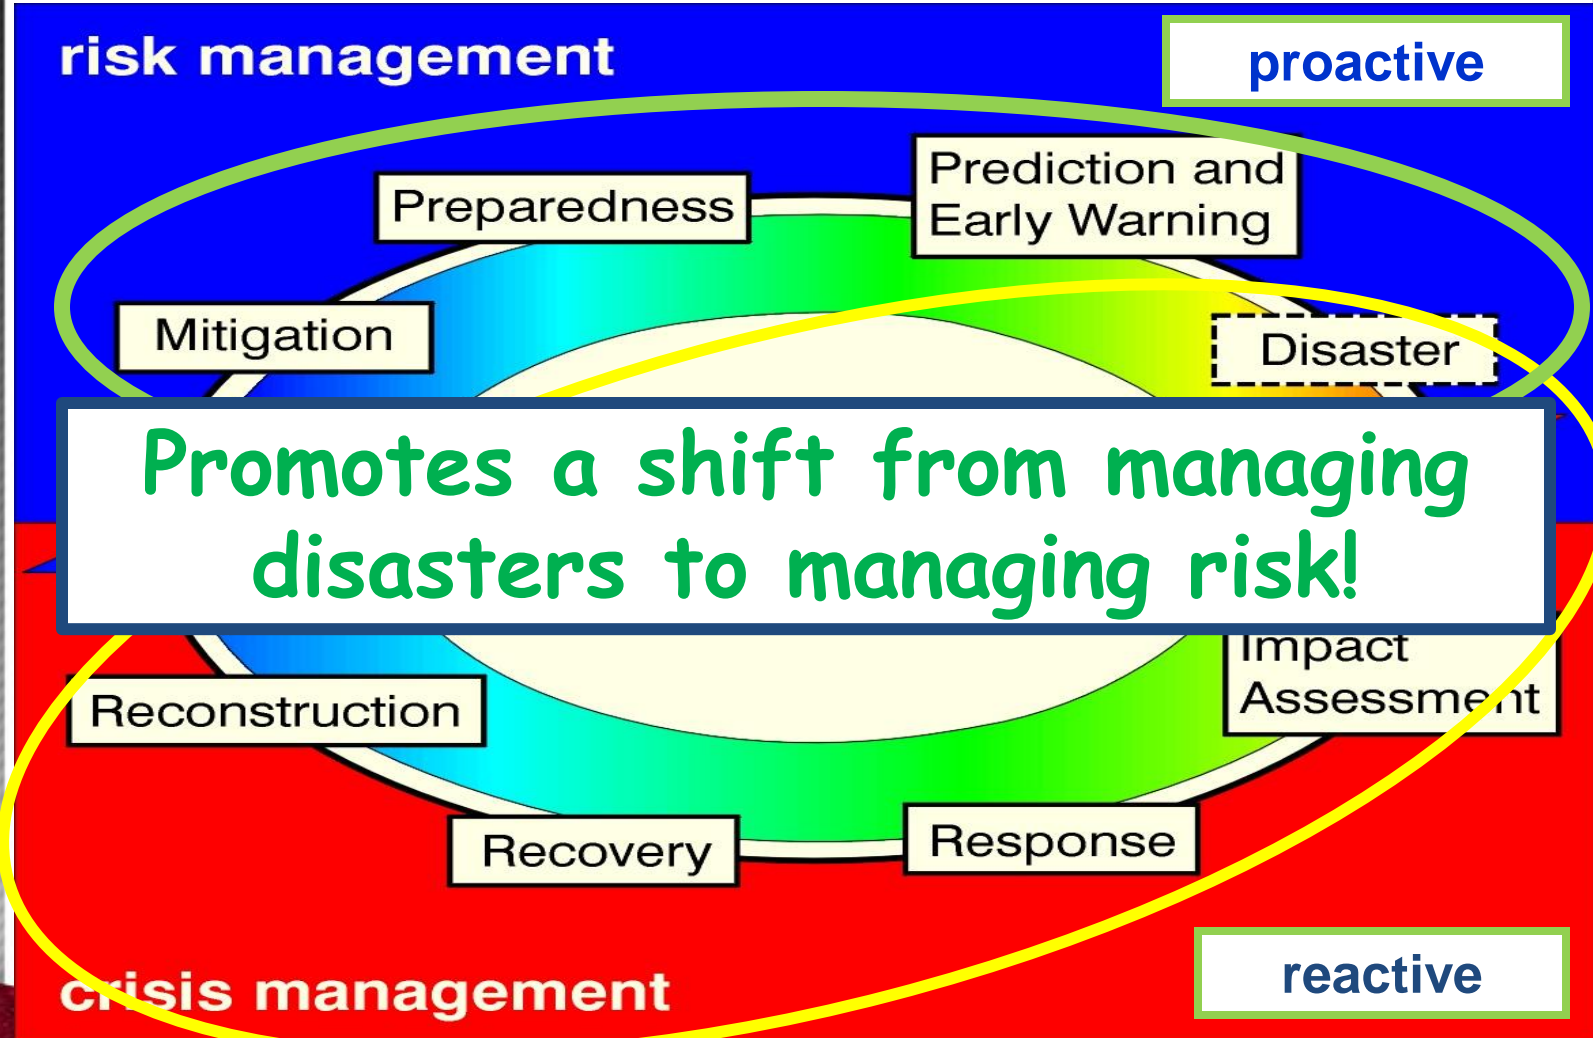 risk management
proactive
Prediction and
Early Warning
Preparedness
Mitigation
Disaster
Promotes a shift from managing
disasters to managing risk!
Impact
Assessment
Reconstruction
Recovery
Response
crisis management
reactive